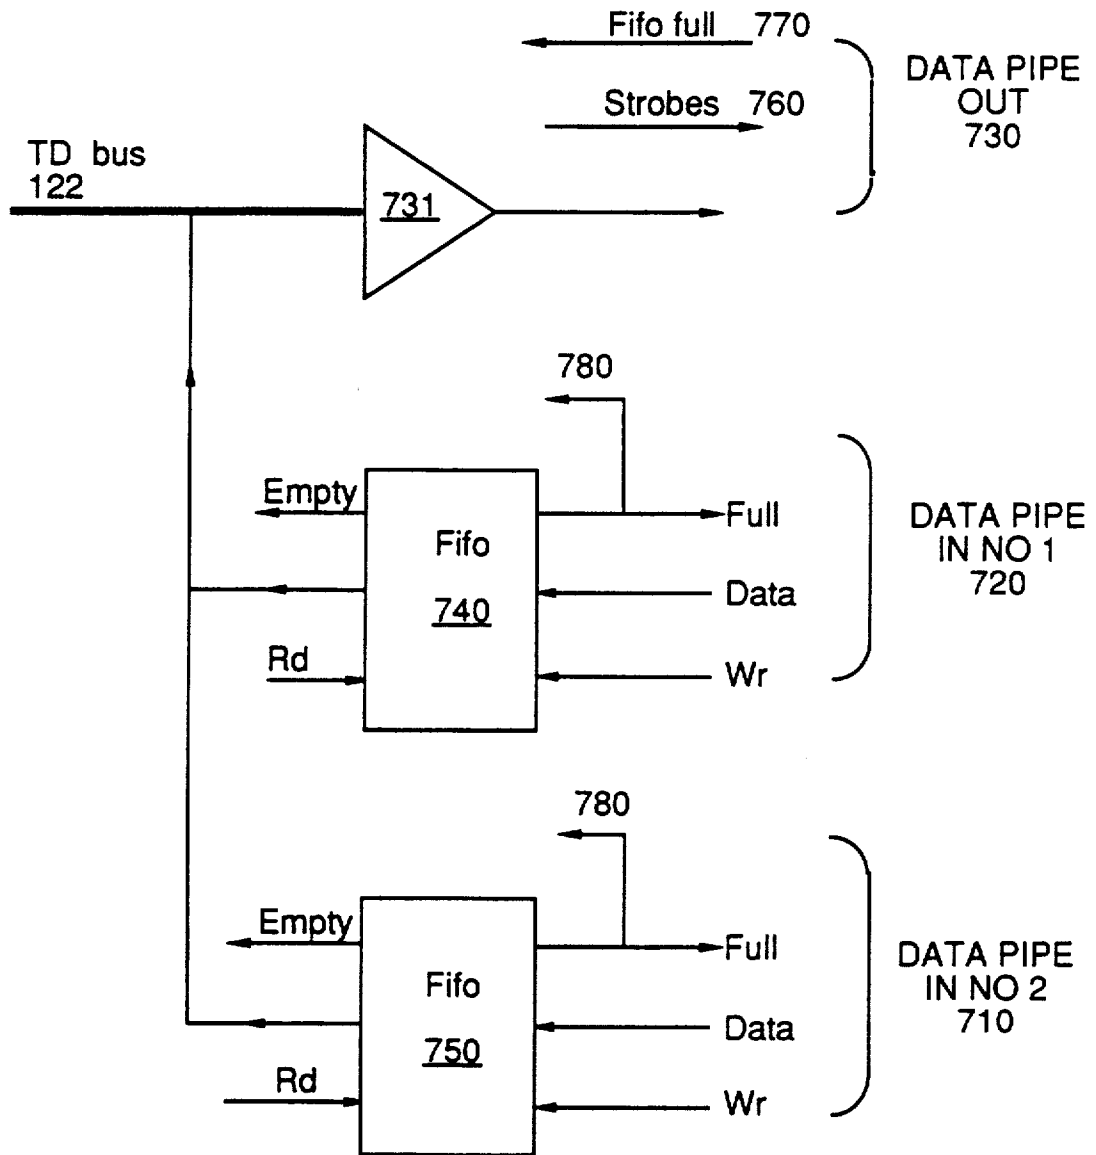 Fifo full 770
Strobes 760
DATA PIPE
OUT
730
TD bus
122
731
780
Empty
Fifo
740
Rd
Full
Data
Wr
DATA PIPE
IN NO 1
720
780
Empty
Fifo
750
Rd
Full
Data
Wr
DATA PIPE
IN NO 2
710